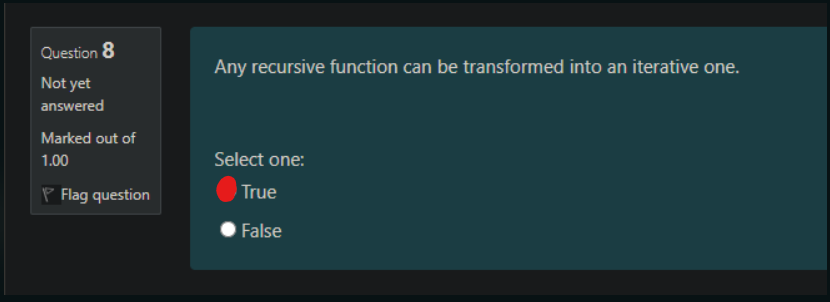 Question 8
Not yet
answered
Marked out of
1.00
Flag question
Any recursive function can be transformed into an iterative one.
Select one:
True
False